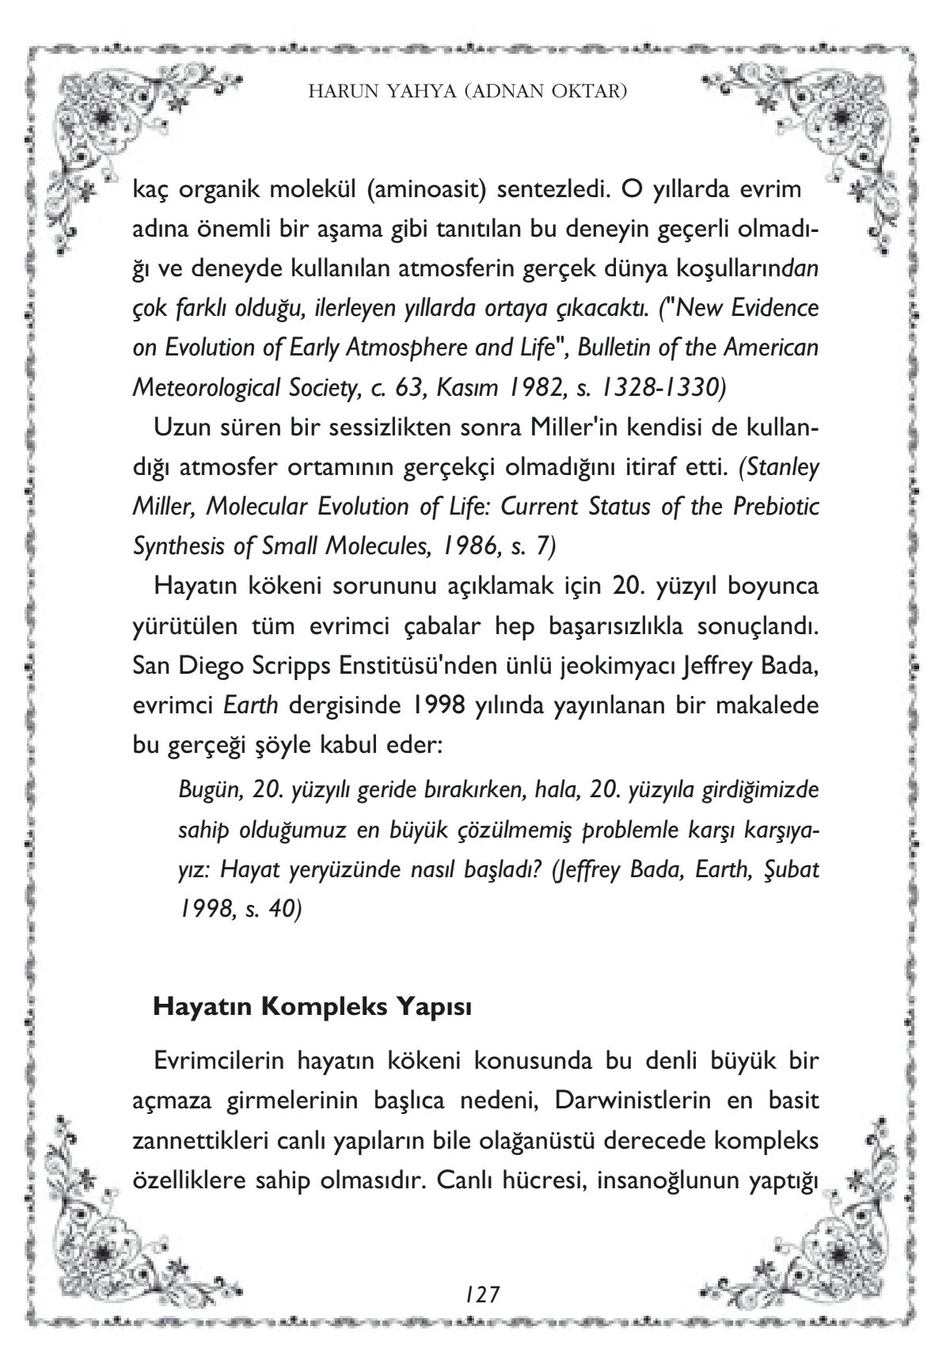 HARUN YAHYA (ADNAN OKTAR)
kaç organik molekül (aminoasit) sentezledi. O yıllarda evrim
adına önemli bir aşama gibi tanıtılan bu deneyin geçerli olmadı-
ğı ve deneyde kullanılan atmosferin gerçek dünya koşullarından
çok farklı olduğu, ilerleyen yıllarda ortaya çıkacaktı. ("New Evidence
on Evolution of Early Atmosphere and Life", Bulletin of the American
Meteorological Society, c. 63, Kasım 1982, s. 1328-1330)
Uzun süren bir sessizlikten sonra Miller'in kendisi de kullan-
dığı atmosfer ortamının gerçekçi olmadığını itiraf etti. (Stanley
Miller, Molecular Evolution of Life: Current Status of the Prebiotic
Synthesis of Small Molecules, 1986, s. 7)
Hayatın kökeni sorununu açıklamak için 20. yüzyıl boyunca
yürütülen tüm evrimci çabalar hep başarısızlıkla sonuçlandı.
San Diego Scripps Enstitüsü'nden ünlü jeokimyacı Jeffrey Bada,
evrimci Earth dergisinde 1998 yılında yayınlanan bir makalede
bu gerçeği şöyle kabul eder:
Bugün, 20. yüzyılı geride bırakırken, hala, 20. yüzyıla girdiğimizde
sahip olduğumuz en büyük çözülmemiş problemle karşı karşıya-
yız: Hayat yeryüzünde nasıl başladı? (Jeffrey Bada, Earth, Şubat
1998, s. 40)
Hayatın Kompleks Yapısı
Evrimcilerin hayatın kökeni konusunda bu denli büyük bir
açmaza girmelerinin başlıca nedeni, Darwinistlerin en basit
zannettikleri canlı yapıların bile olağanüstü derecede kompleks
özelliklere sahip olmasıdır. Canlı hücresi, insanoğlunun yaptığı
127